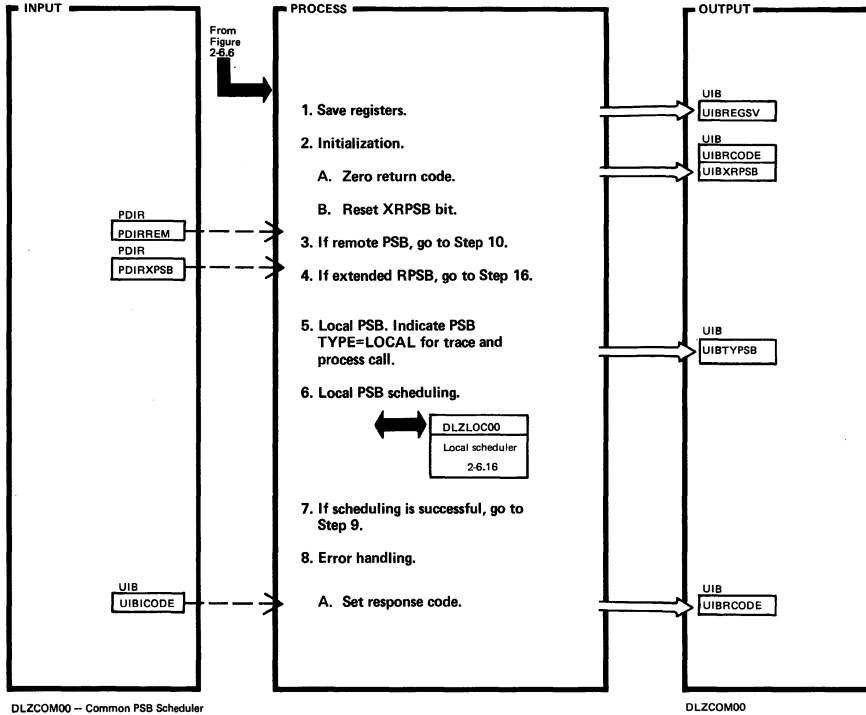 INPUT
PROCESS
OUTPUT
From
Figure
2-6.6
1. Save registers.
UIB
UIBREGSV
2. Initialization.
UIB
UIBRCODE
UIBXRPSB
A. Zero return code.
B. Reset XRPSB bit.
PDIR
PDIRREM
3. If remote PSB, go to Step 10.
PDIR
PDIRXPSB
4. If extended RPSB, go to Step 16.
5. Local PSB. Indicate PSB
TYPE=LOCAL for trace and
process call.
UIB
UIBTYPSB
6. Local PSB scheduling.
DLZLOC00
Local scheduler
2-6.16
7. If scheduling is successful, go to
Step 9.
8. Error handling.
UIB
UIBICODE
A. Set response code.
UIB
UIBRCODE
DLZCOM00 — Common PSB Scheduler
DLZCOM00